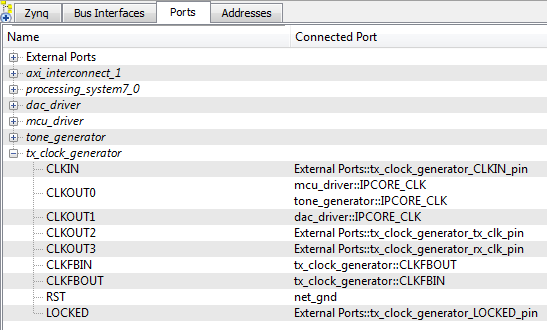 Zynq Bus Interfaces Ports Addresses
Name Connected Port
External Ports
axi_interconnect_1
processing_system7_0
dac_driver
mcu_driver
tone_generator
tx_clock_generator
CLKIN External Ports::tx_clock_generator_CLKIN_pin
CLKOUT0 mcu_driver::IPCORE_CLK
tone_generator::IPCORE_CLK
CLKOUT1 dac_driver::IPCORE_CLK
CLKOUT2 External Ports::tx_clock_generator_tx_clk_pin
CLKOUT3 External Ports::tx_clock_generator_rx_clk_pin
CLKFBIN tx_clock_generator::CLKFBOUT
CLKFBOUT tx_clock_generator::CLKFBIN
RST net_gnd
LOCKED External Ports::tx_clock_generator_LOCKED_pin